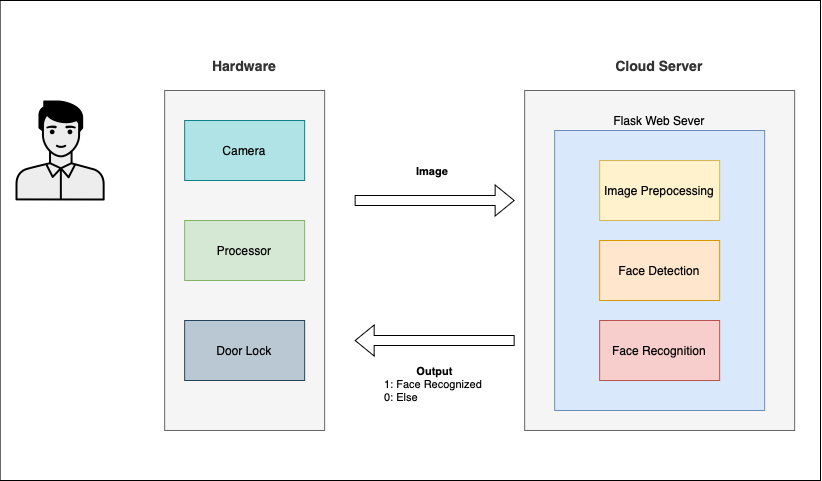 Hardware
Cloud Server
Camera
Processor
Door Lock
Image
Output
1: Face Recognized
0: Else
Flask Web Sever
Image Prepocessing
Face Detection
Face Recognition